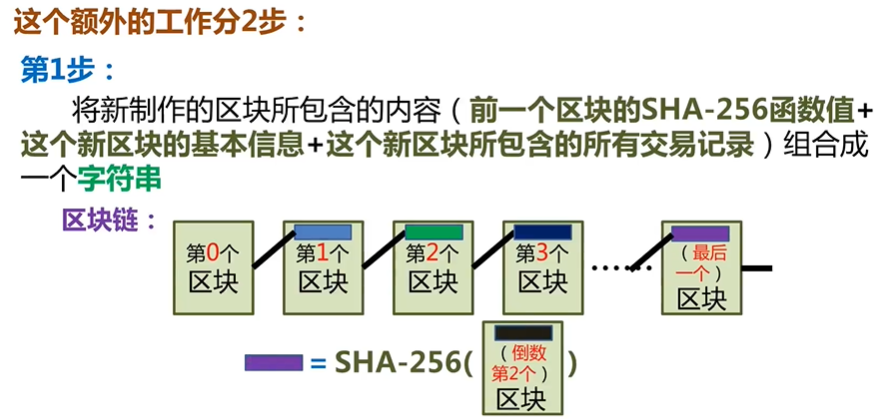 这个额外的工作分2步：
第1步：
将新制作的区块所包含的内容（前一个区块的SHA-256函数值+
这个新区块的基本信息+这个新区块所包含的所有交易记录）组合成
一个字符串
区块链：
第0个
区块
第1个
区块
第2个
区块
第3个
区块
······
（最后
一个）
区块
= SHA-256(
（倒数
第2个）
区块
)